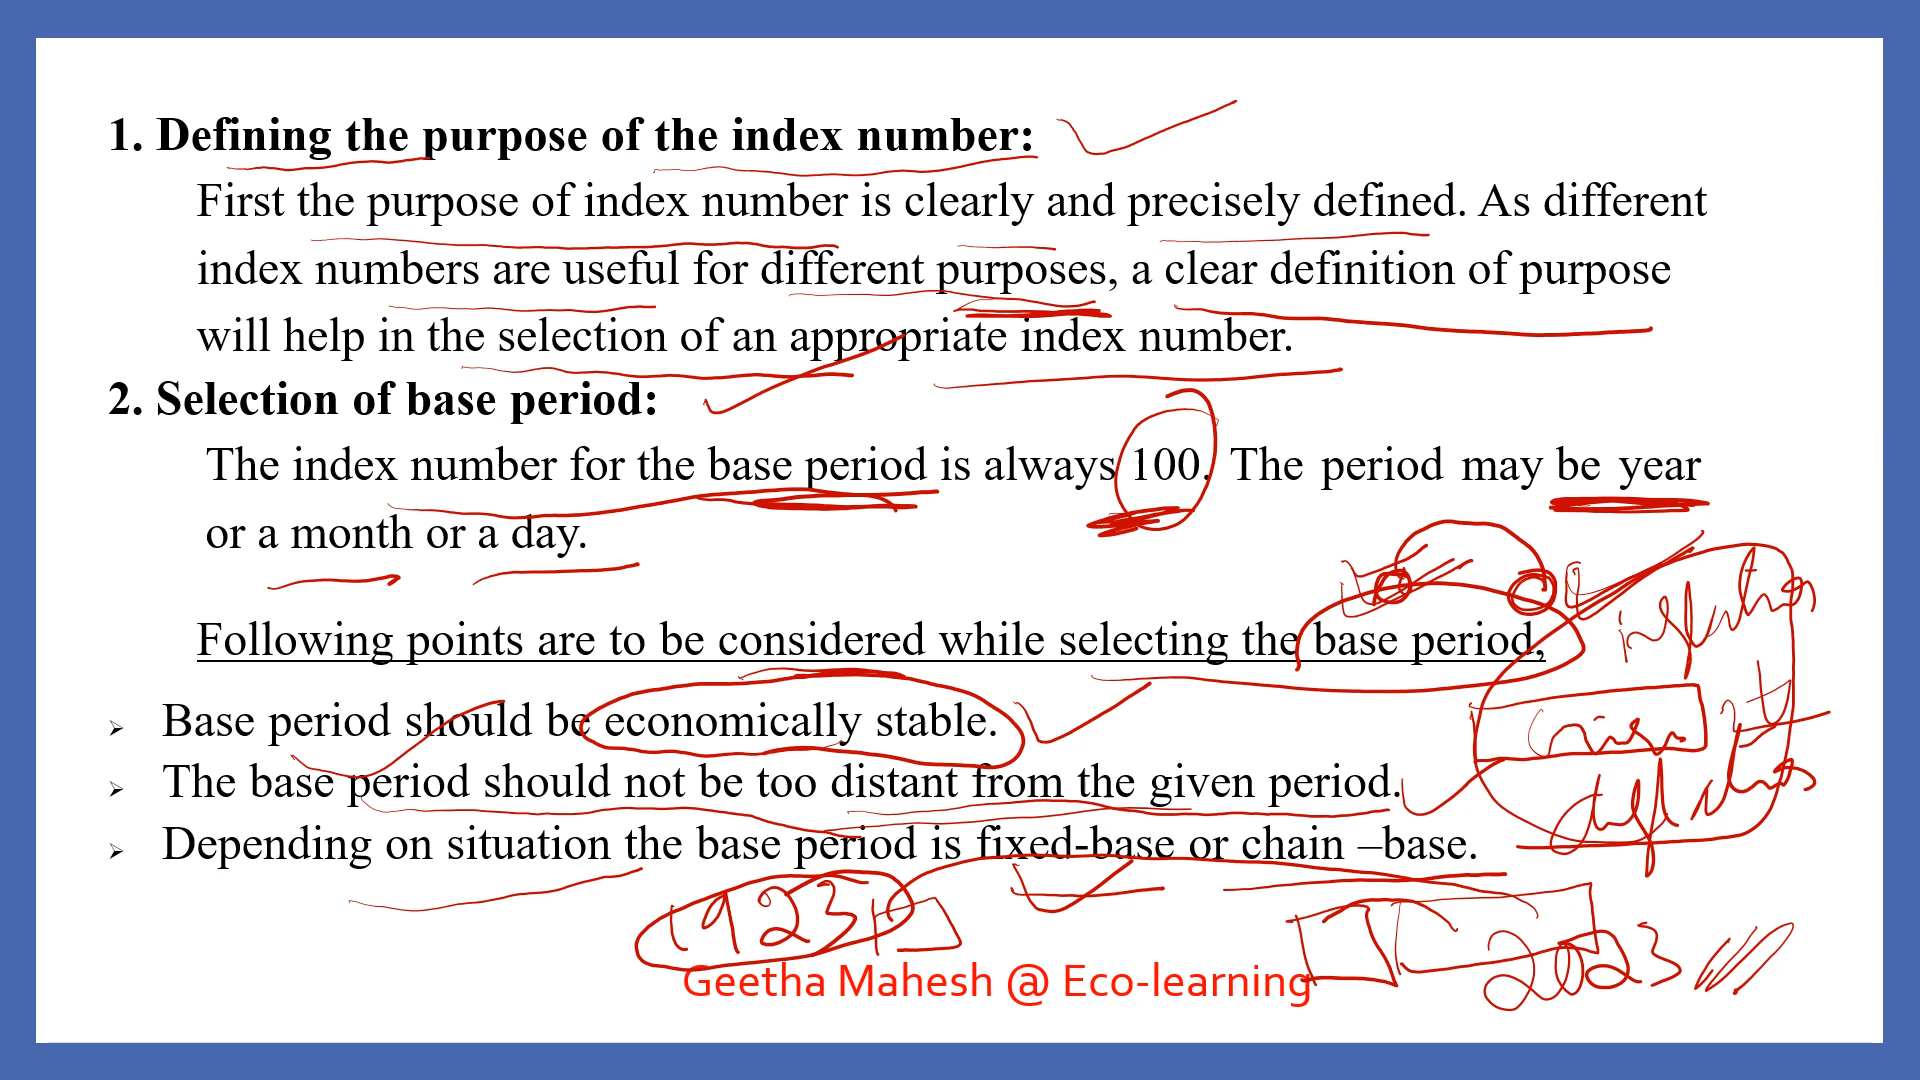 1. Defining the purpose of the index number:
First the purpose of index number is clearly and precisely defined. As different
index numbers are useful for different purposes, a clear definition of purpose
will help in the selection of an appropriate index number.
2. Selection of base period:
The index number for the base period is always 100. The period may be year
or a month or a day.
inflation
Following points are to be considered while selecting the base period,
➢ Base period should be economically stable.
➢ The base period should not be too distant from the given period.
deflation
➢ Depending on situation the base period is fixed-base or chain –base.
1923
2023
Geetha Mahesh @ Eco-learning